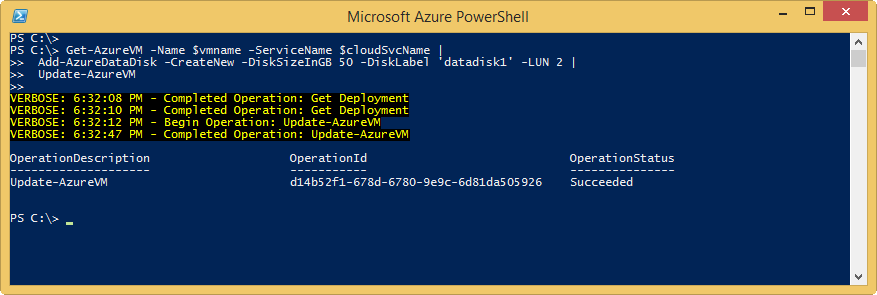 Microsoft Azure PowerShell
PS C:\>
PS C:\> Get-AzureVM -Name $vmname -ServiceName $cloudSvcName |
>>  Add-AzureDataDisk -CreateNew -DiskSizeInGB 50 -DiskLabel 'datadisk1' -LUN 2 |
>>  Update-AzureVM
>>
VERBOSE: 6:32:08 PM - Completed Operation: Get Deployment
VERBOSE: 6:32:10 PM - Completed Operation: Get Deployment
VERBOSE: 6:32:12 PM - Begin Operation: Update-AzureVM
VERBOSE: 6:32:47 PM - Completed Operation: Update-AzureVM
OperationDescription OperationId OperationStatus
-------------------- ----------- ---------------
Update-AzureVM d14b52f1-678d-6780-9e9c-6d81da505926 Succeeded
PS C:\> _